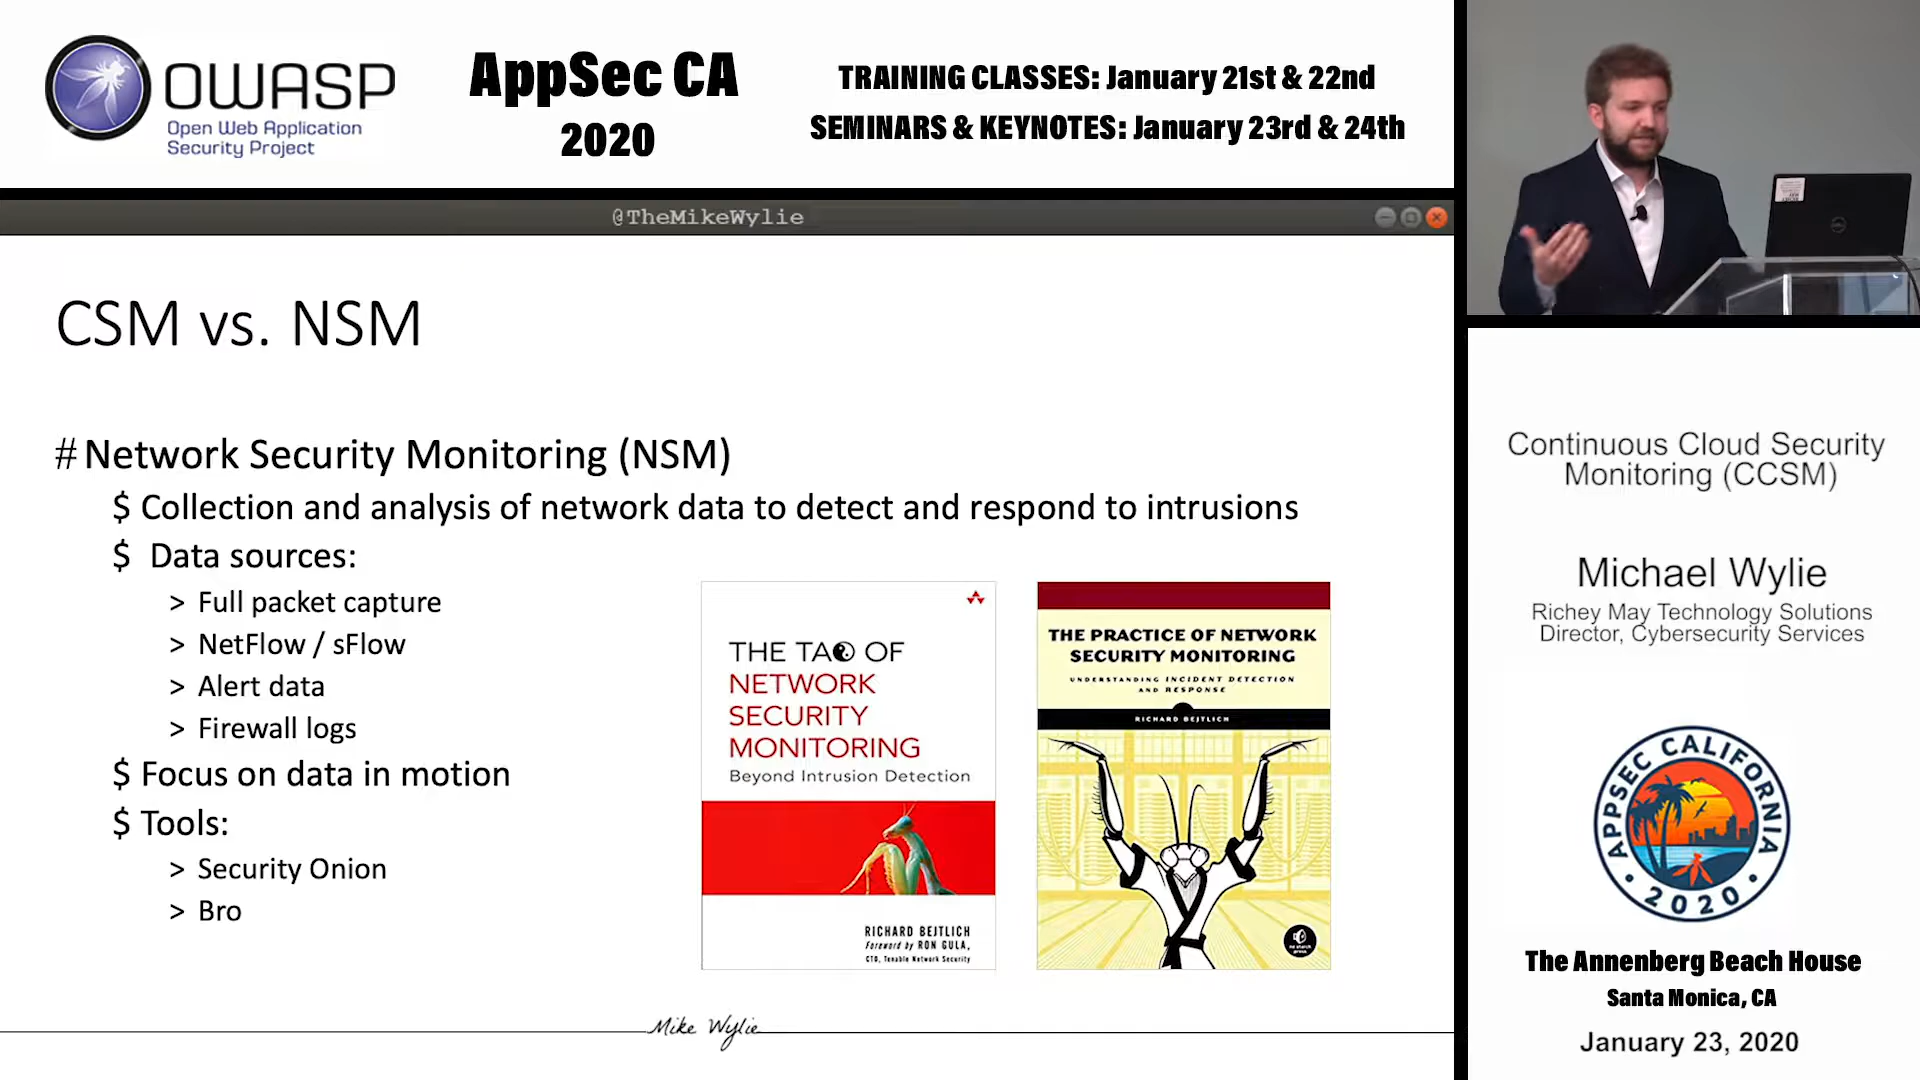 OWASP
Open Web Application
Security Project
AppSec CA
2020
TRAINING CLASSES: January 21st & 22nd
SEMINARS & KEYNOTES: January 23rd & 24th
@TheMikeWylie
CSM vs. NSM
# Network Security Monitoring (NSM)
$ Collection and analysis of network data to detect and respond to intrusions
$ Data sources:
> Full packet capture
> NetFlow / sFlow
> Alert data
> Firewall logs
$ Focus on data in motion
$ Tools:
> Security Onion
> Bro
THE TAO OF
NETWORK
SECURITY
MONITORING
Beyond Intrusion Detection
RICHARD BEJTLICH
Foreword by RON GULA,
CTO, Tenable Network Security
THE PRACTICE OF NETWORK
SECURITY MONITORING
UNDERSTANDING INCIDENT DETECTION
AND RESPONSE
RICHARD BEJTLICH
Mike Wylie
Continuous Cloud Security
Monitoring (CCSM)
Michael Wylie
Richey May Technology Solutions
Director, Cybersecurity Services
APPSEC CALIFORNIA
• 2020 •
The Annenberg Beach House
Santa Monica, CA
January 23, 2020